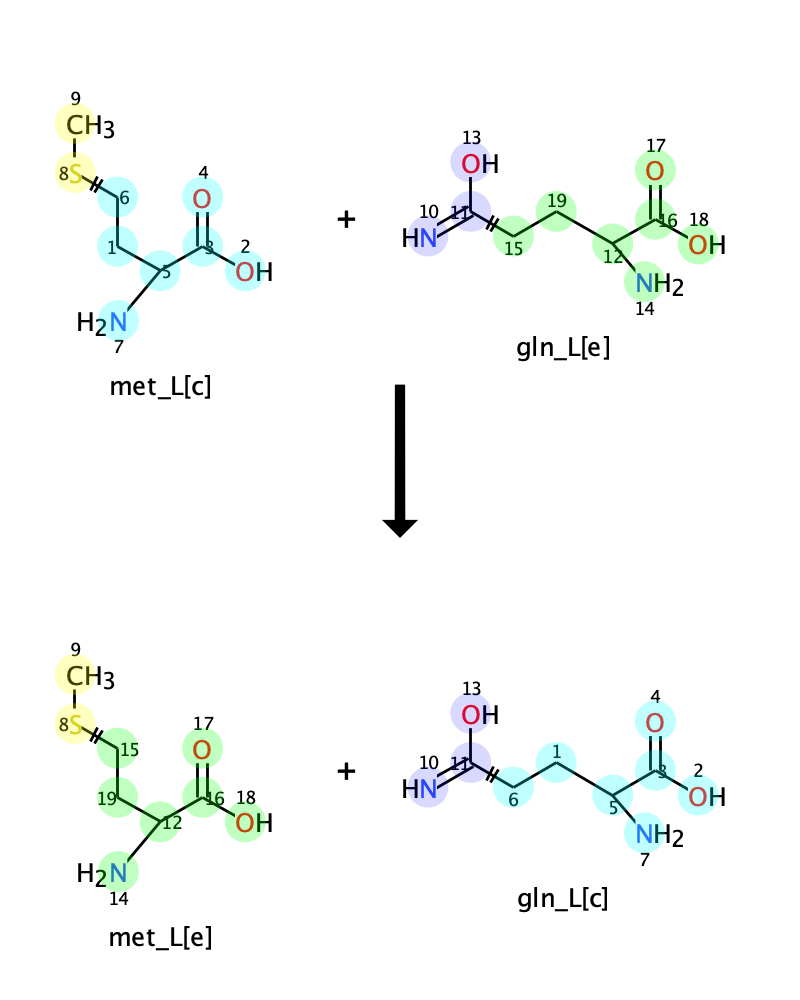 9
CH3
8S
6
4
O
1
3
2
OH
5
H2N
7
met_L[c]
+
13
OH
10
11
HN
15
19
17
O
16
18
OH
12
NH2
14
gln_L[e]
9
CH3
8S
15
17
O
19
16
18
OH
12
H2N
14
met_L[e]
+
13
OH
10
11
HN
6
1
4
O
3
2
OH
5
NH2
7
gln_L[c]